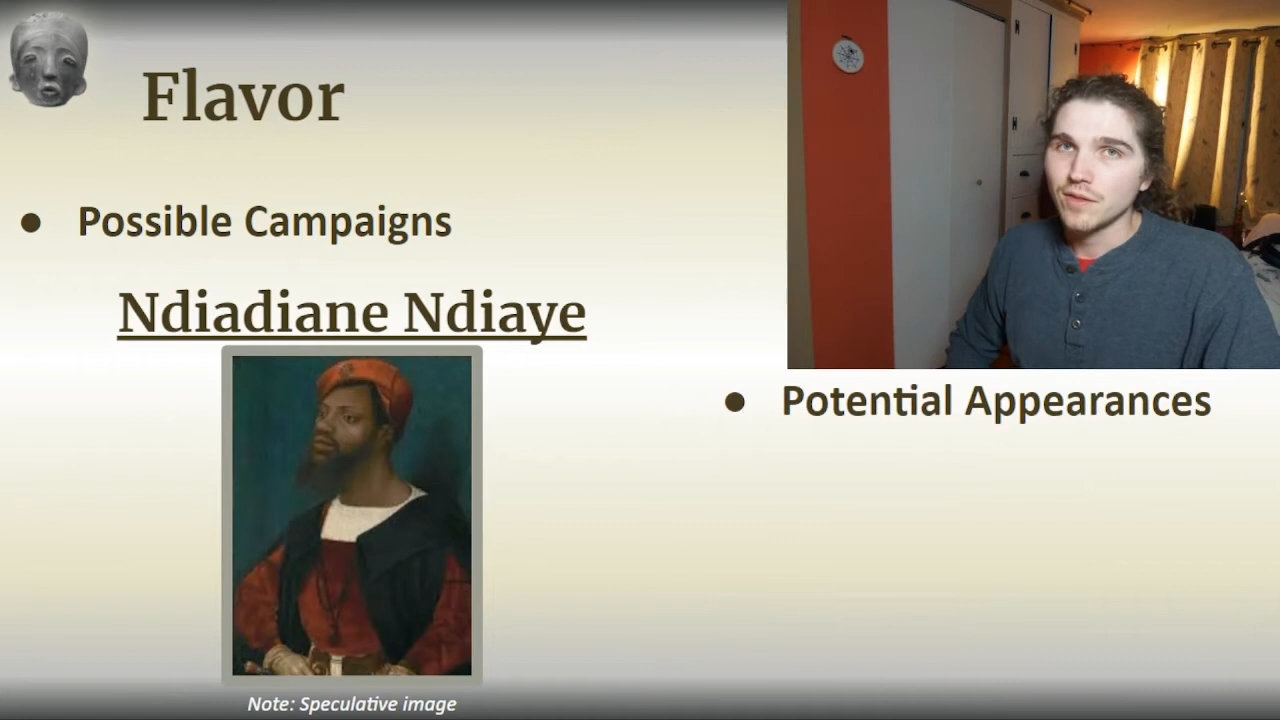 Flavor
● Possible Campaigns
Ndiadiane Ndiaye
● Potential Appearances
Note: Speculative image